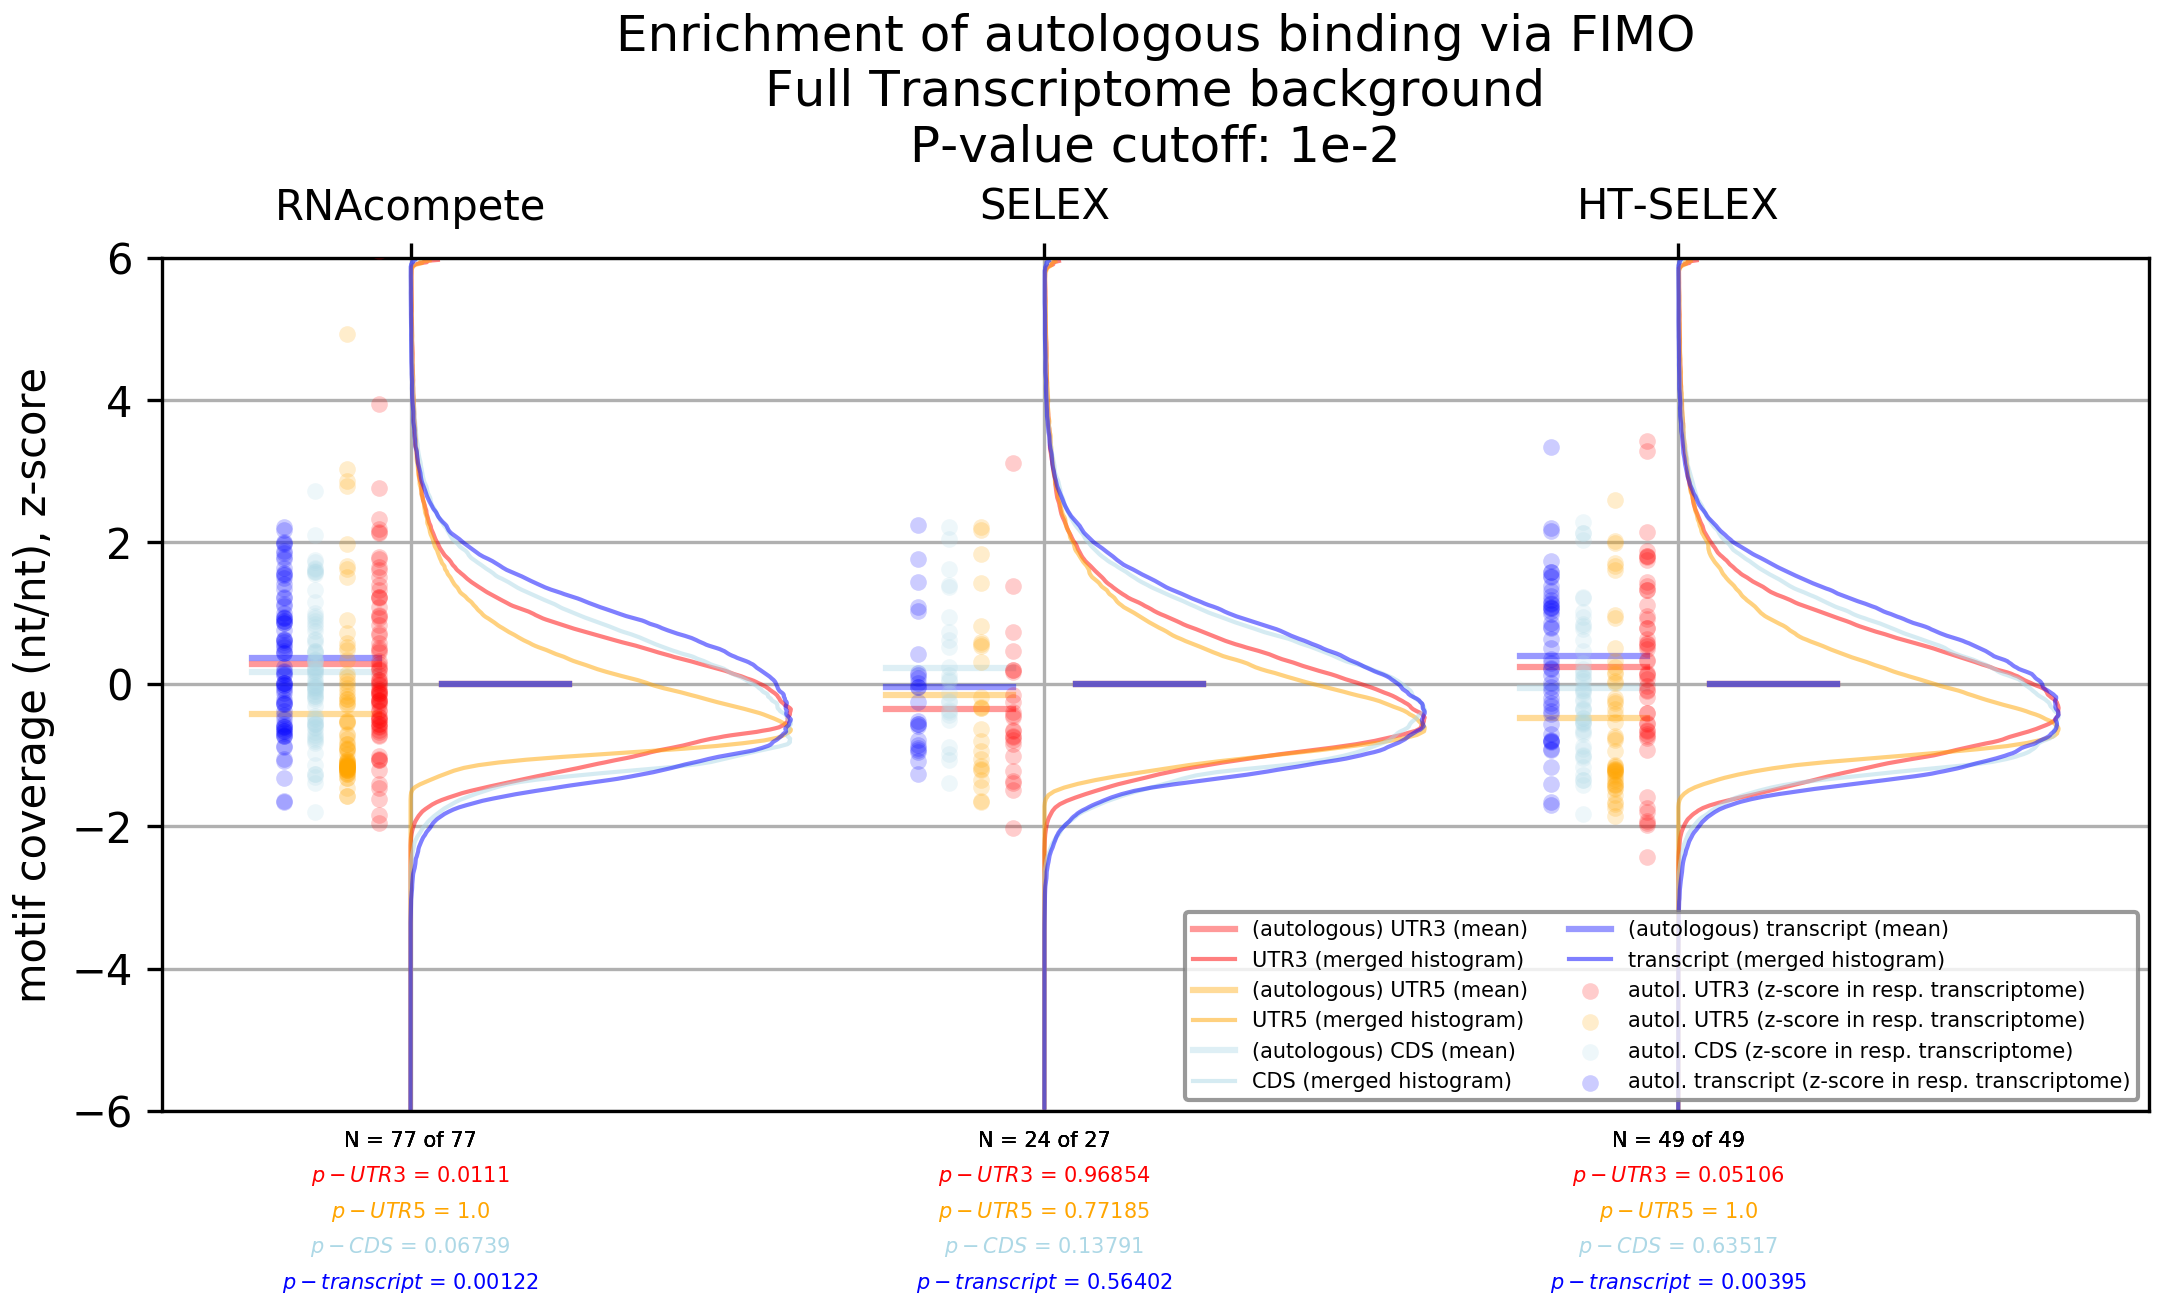 Enrichment of autologous binding via FIMO
Full Transcriptome background
P-value cutoff: 1e-2
RNAcompete
SELEX
HT-SELEX
motif coverage (nt/nt), z-score
6
4
2
0
−2
−4
−6
(autologous) UTR3 (mean)
UTR3 (merged histogram)
(autologous) UTR5 (mean)
UTR5 (merged histogram)
(autologous) CDS (mean)
CDS (merged histogram)
(autologous) transcript (mean)
transcript (merged histogram)
autol. UTR3 (z-score in resp. transcriptome)
autol. UTR5 (z-score in resp. transcriptome)
autol. CDS (z-score in resp. transcriptome)
autol. transcript (z-score in resp. transcriptome)
N = 77 of 77
p − UTR3 = 0.0111
p − UTR5 = 1.0
p − CDS = 0.06739
p − transcript = 0.00122
N = 24 of 27
p − UTR3 = 0.96854
p − UTR5 = 0.77185
p − CDS = 0.13791
p − transcript = 0.56402
N = 49 of 49
p − UTR3 = 0.05106
p − UTR5 = 1.0
p − CDS = 0.63517
p − transcript = 0.00395